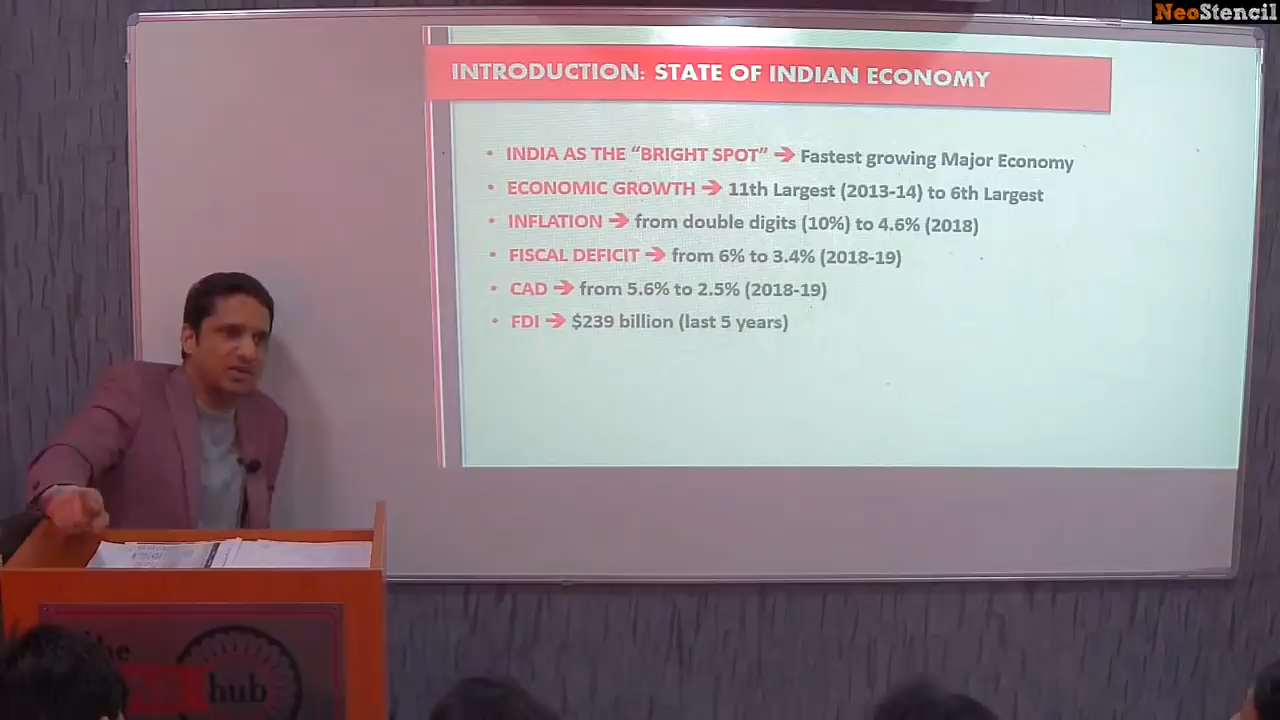 NeoStencil
INTRODUCTION: STATE OF INDIAN ECONOMY
• INDIA AS THE “BRIGHT SPOT” ➔ Fastest growing Major Economy
• ECONOMIC GROWTH ➔ 11th Largest (2013-14) to 6th Largest
• INFLATION ➔ from double digits (10%) to 4.6% (2018)
• FISCAL DEFICIT ➔ from 6% to 3.4% (2018-19)
• CAD ➔ from 5.6% to 2.5% (2018-19)
• FDI ➔ $239 billion (last 5 years)
the
hub